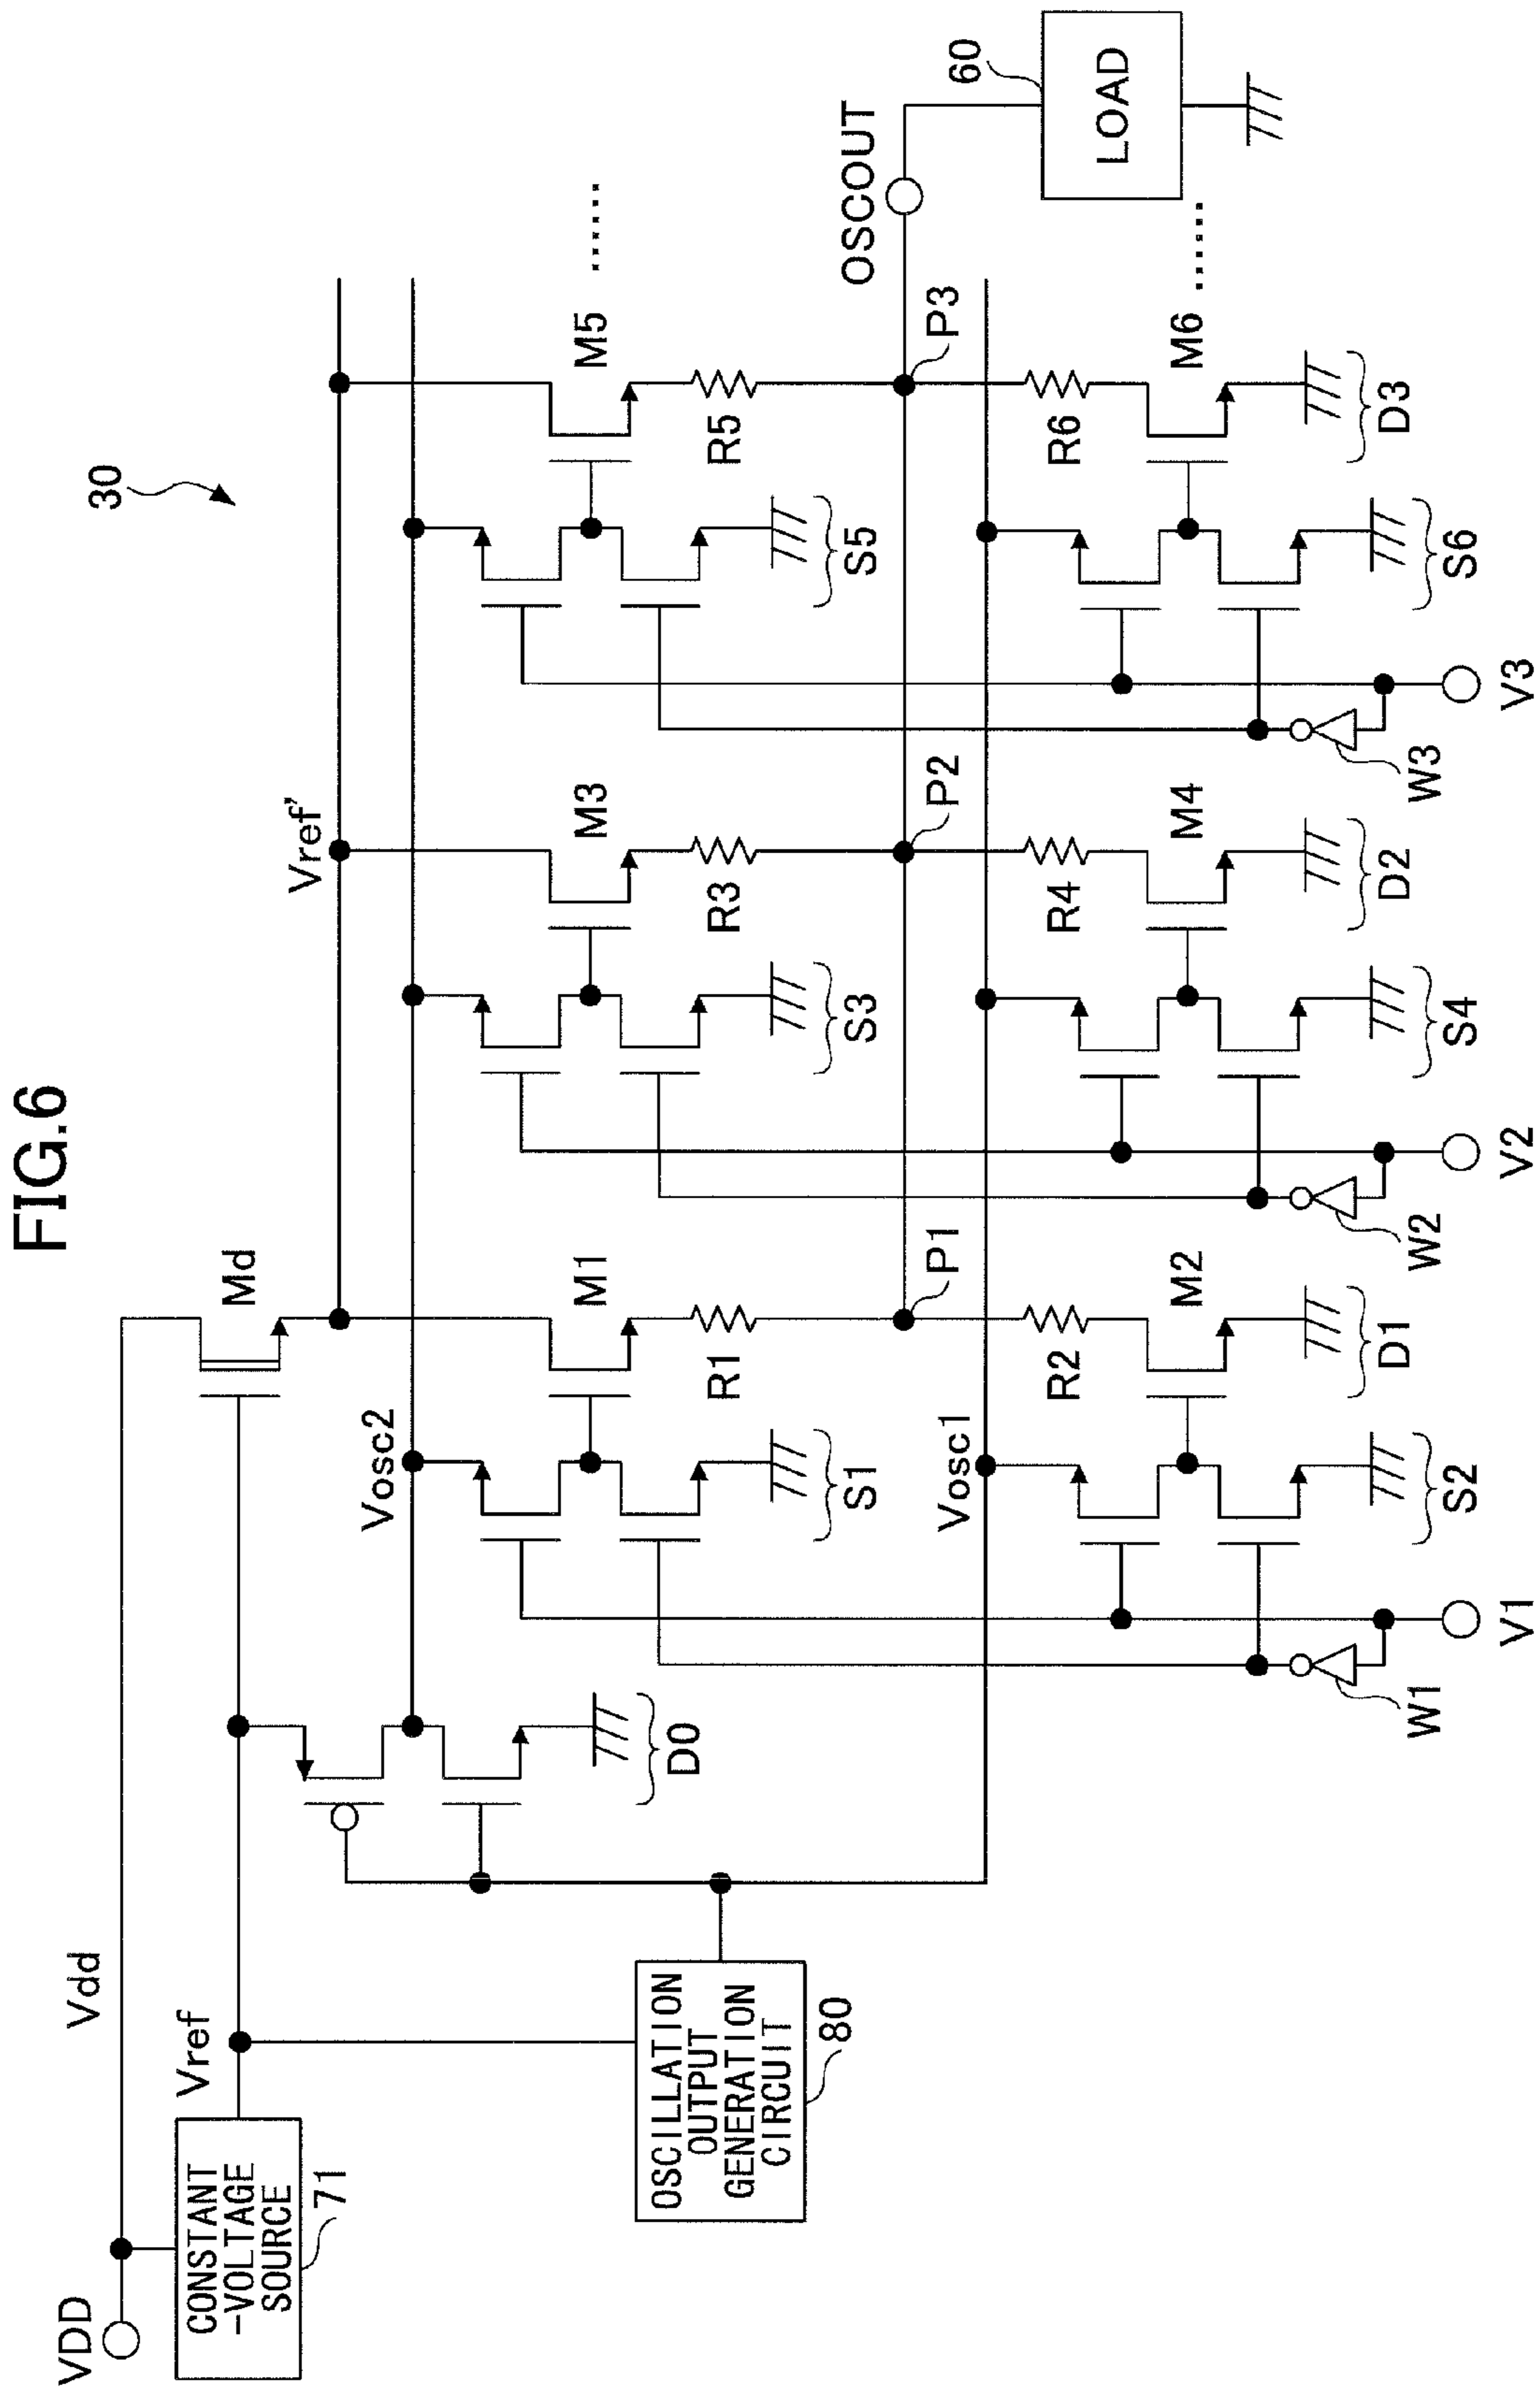 FIG.6
30
VDD
Vdd
Md
Vref'
CONSTANT
-VOLTAGE
SOURCE
71
Vref
Vosc2
M1
M3
M5
......
S1
R1
S3
R3
S5
R5
D0
OSCILLATION
OUTPUT
GENERATION
CIRCUIT
80
Vosc1
P1
P2
P3
OSCOUT
60
LOAD
R2
M2
R4
M4
R6
M6
......
W1
S2
D1
W2
S4
D2
W3
S6
D3
V1
V2
V3